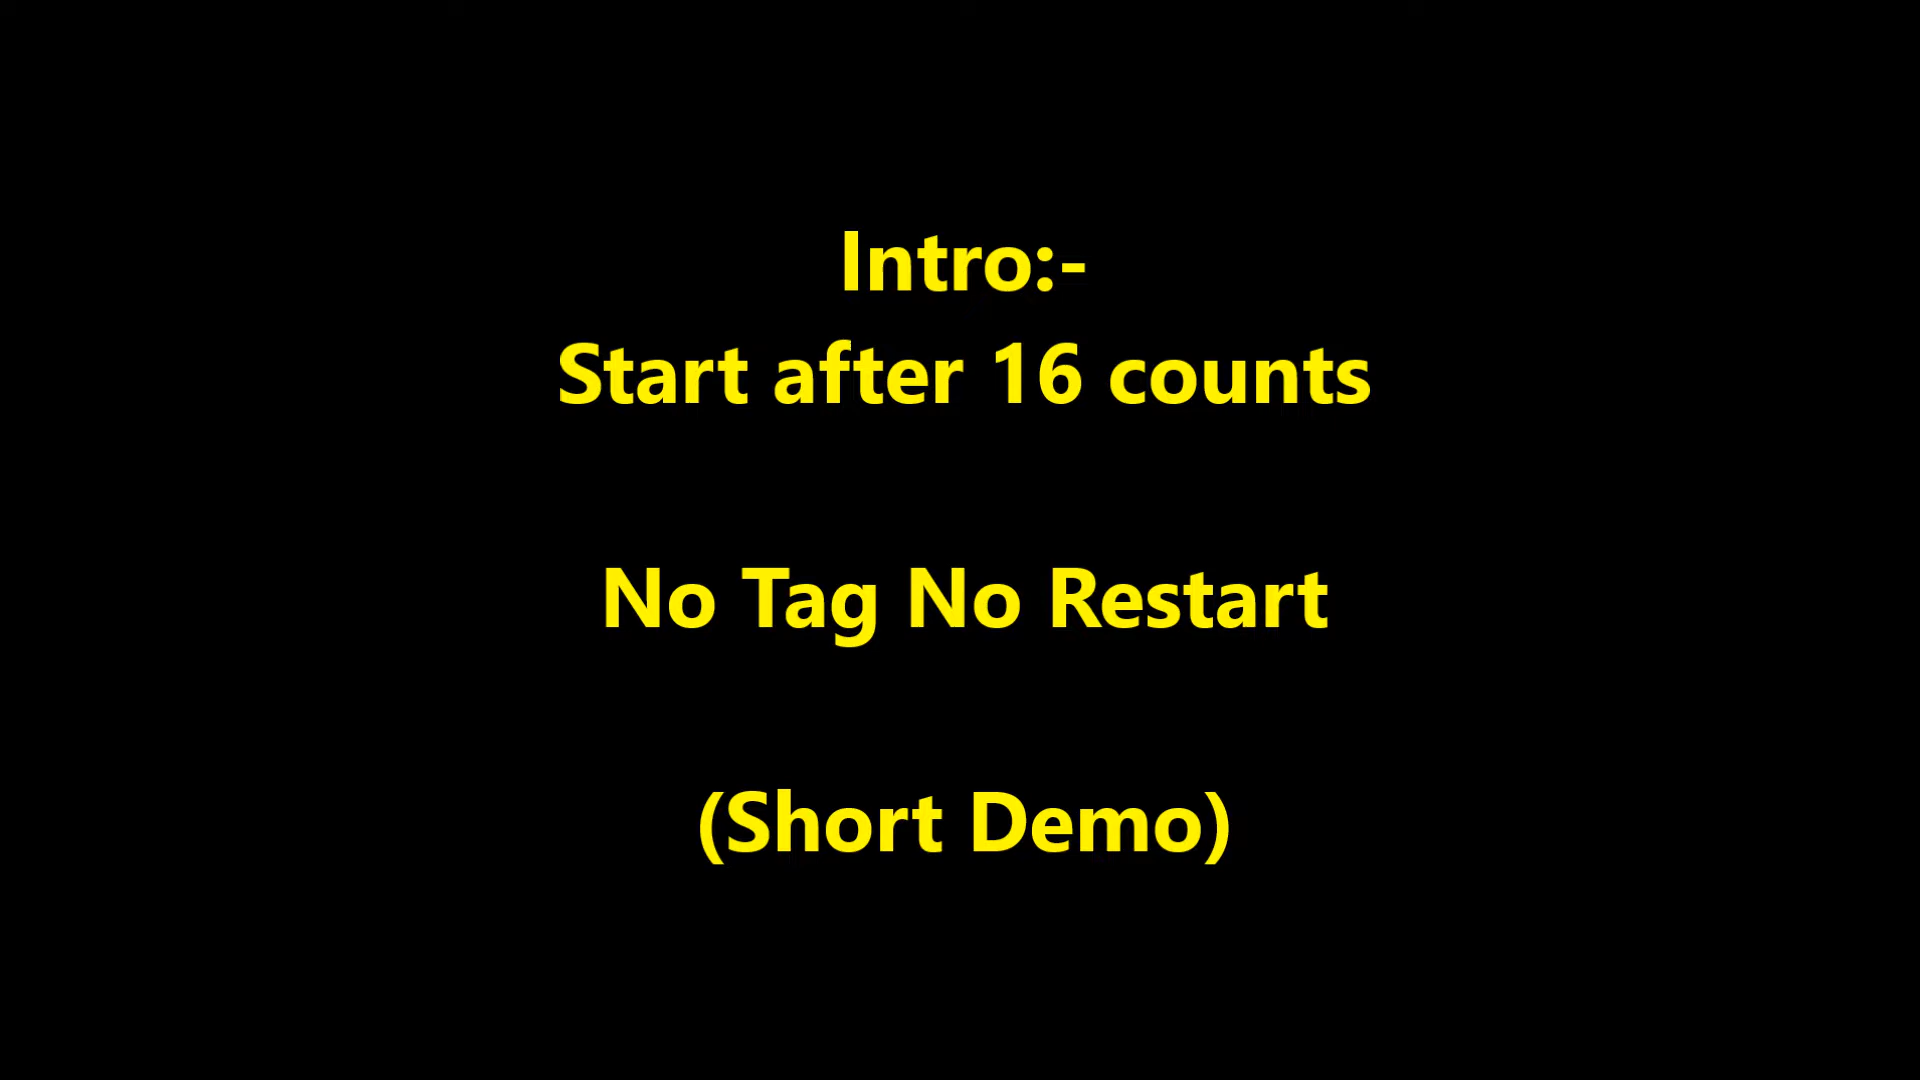 Intro:-
Start after 16 counts
No Tag No Restart
(Short Demo)